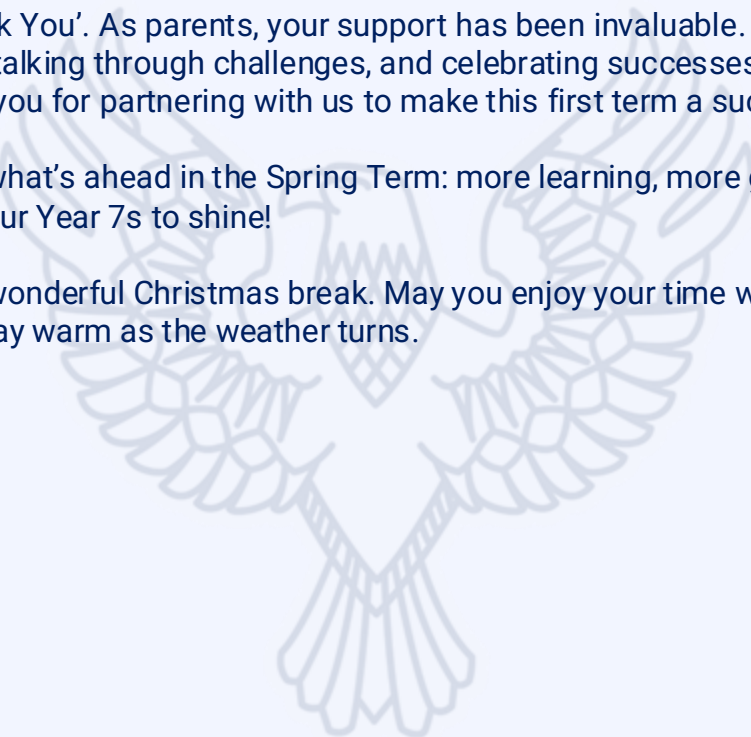 k You’. As parents, your support has been invaluable.
talking through challenges, and celebrating successes
you for partnering with us to make this first term a suc
what’s ahead in the Spring Term: more learning, more
ur Year 7s to shine!
wonderful Christmas break. May you enjoy your time w
ay warm as the weather turns.